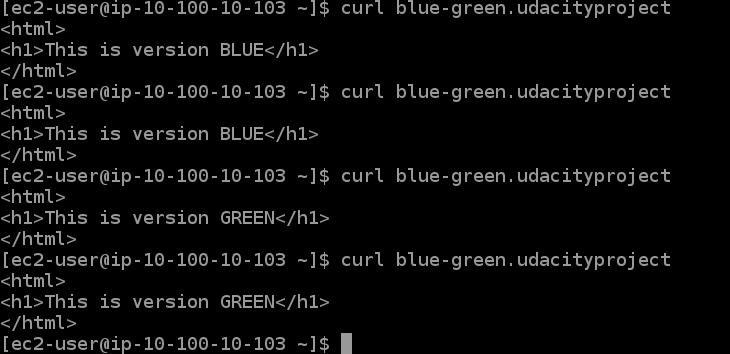 [ec2-user@ip-10-100-10-103 ~]$ curl blue-green.udacityproject
<html>
<h1>This is version BLUE</h1>
</html>
[ec2-user@ip-10-100-10-103 ~]$ curl blue-green.udacityproject
<html>
<h1>This is version BLUE</h1>
</html>
[ec2-user@ip-10-100-10-103 ~]$ curl blue-green.udacityproject
<html>
<h1>This is version GREEN</h1>
</html>
[ec2-user@ip-10-100-10-103 ~]$ curl blue-green.udacityproject
<html>
<h1>This is version GREEN</h1>
</html>
[ec2-user@ip-10-100-10-103 ~]$